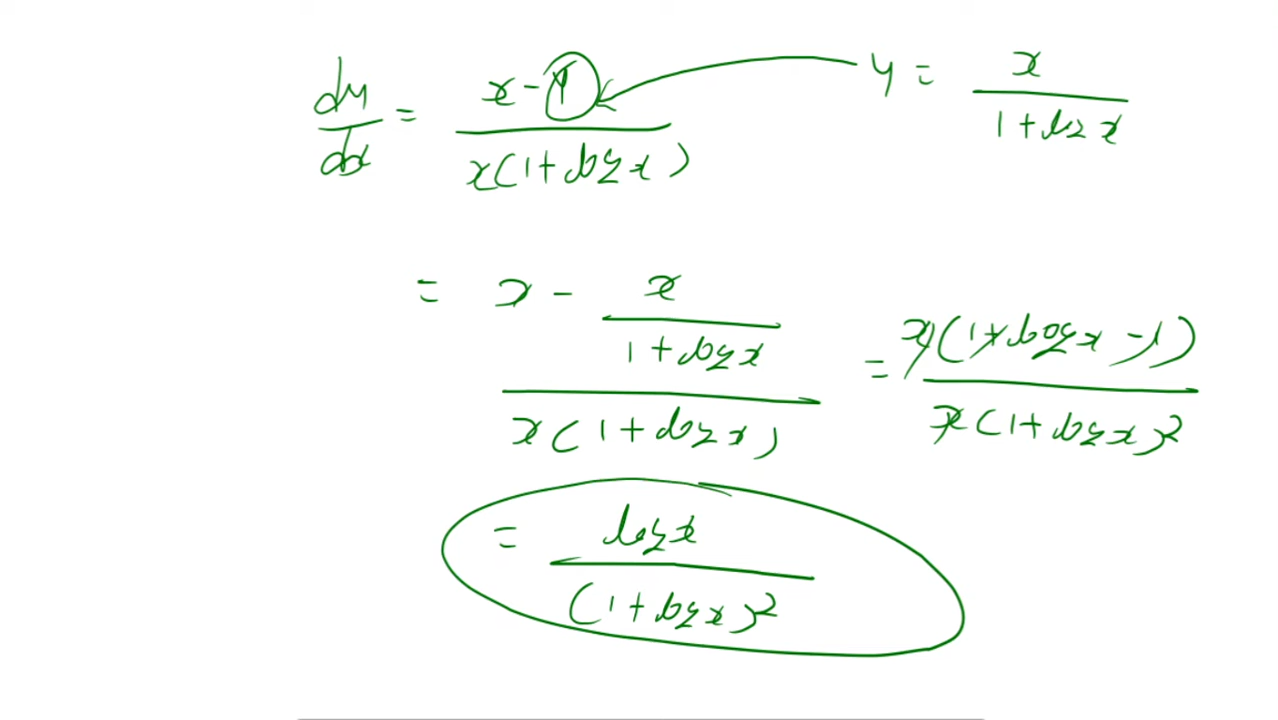 dy/dx = (x - y)/(x(1 + log x)) y = x/(1 + log x)
= (x - x/(1 + log x))/(x(1 + log x)) = x(1 + log x - 1)/(x(1 + log x)²)
= log x/(1 + log x)²